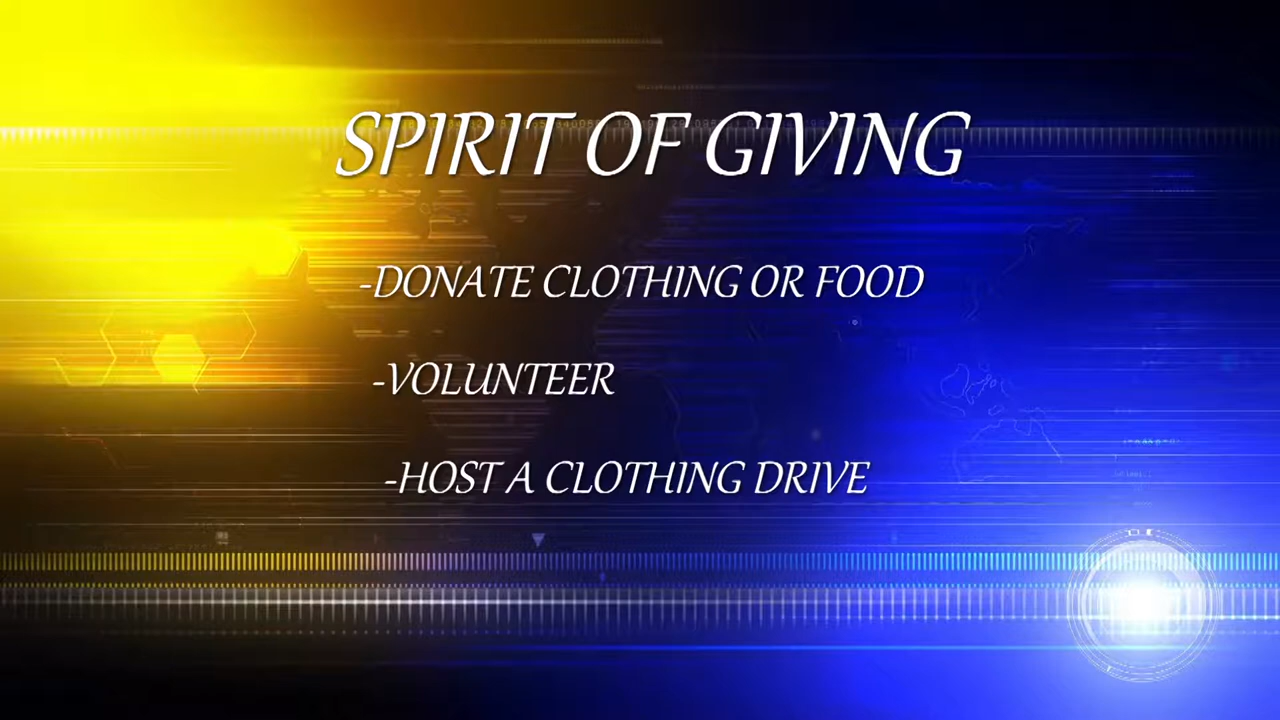 SPIRIT OF GIVING
-DONATE CLOTHING OR FOOD
-VOLUNTEER
-HOST A CLOTHING DRIVE